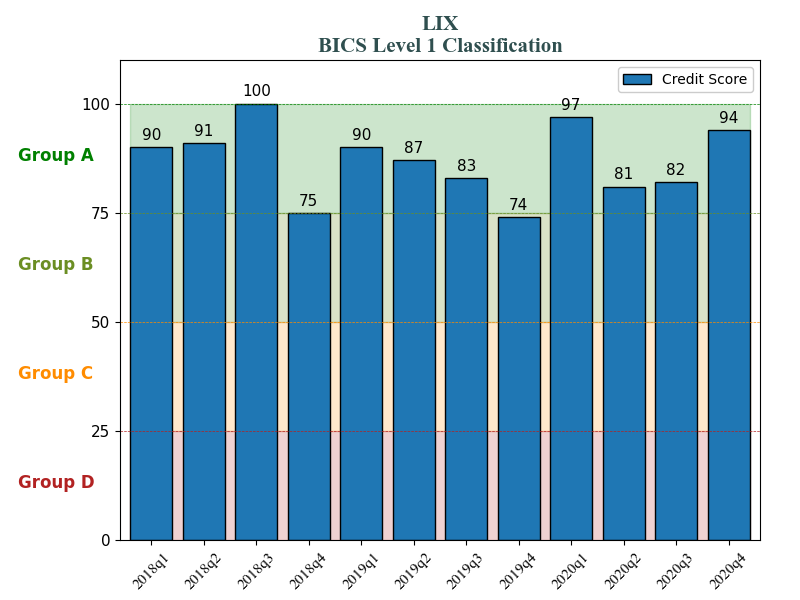 LIX
BICS Level 1 Classification
Credit Score
100
75
50
25
0
Group A
Group B
Group C
Group D
90
91
100
75
90
87
83
74
97
81
82
94
2018q1
2018q2
2018q3
2018q4
2019q1
2019q2
2019q3
2019q4
2020q1
2020q2
2020q3
2020q4